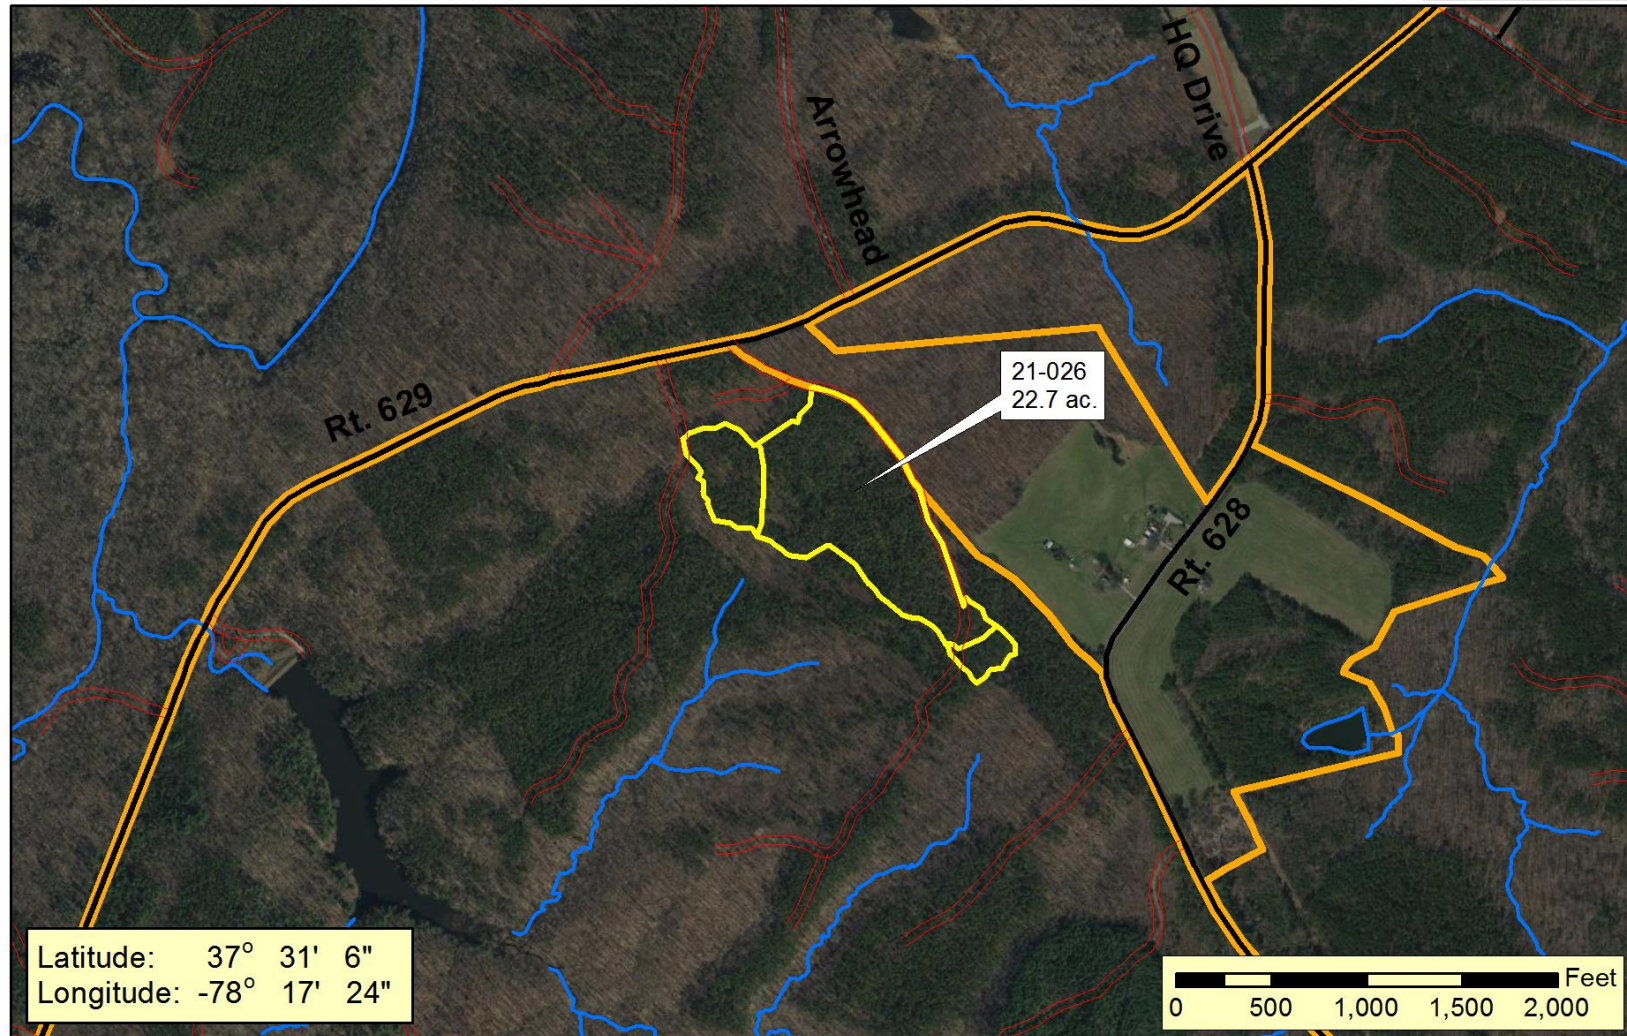 HQ Drive
Arrowhead
21-026
22.7 ac.
Rt. 629
Rt. 628
Latitude: 37° 31' 6"
Longitude: -78° 17' 24"
Feet
0 500 1,000 1,500 2,000